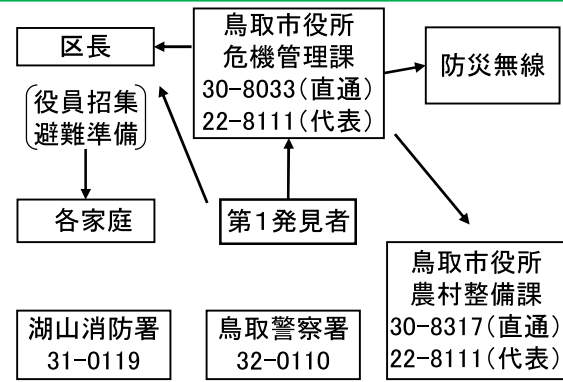 区長
鳥取市役所
危機管理課
30-8033(直通)
22-8111(代表)
防災無線
役員招集
避難準備
各家庭
第1発見者
鳥取市役所
農村整備課
30-8317(直通)
22-8111(代表)
湖山消防署
31-0119
鳥取警察署
32-0110